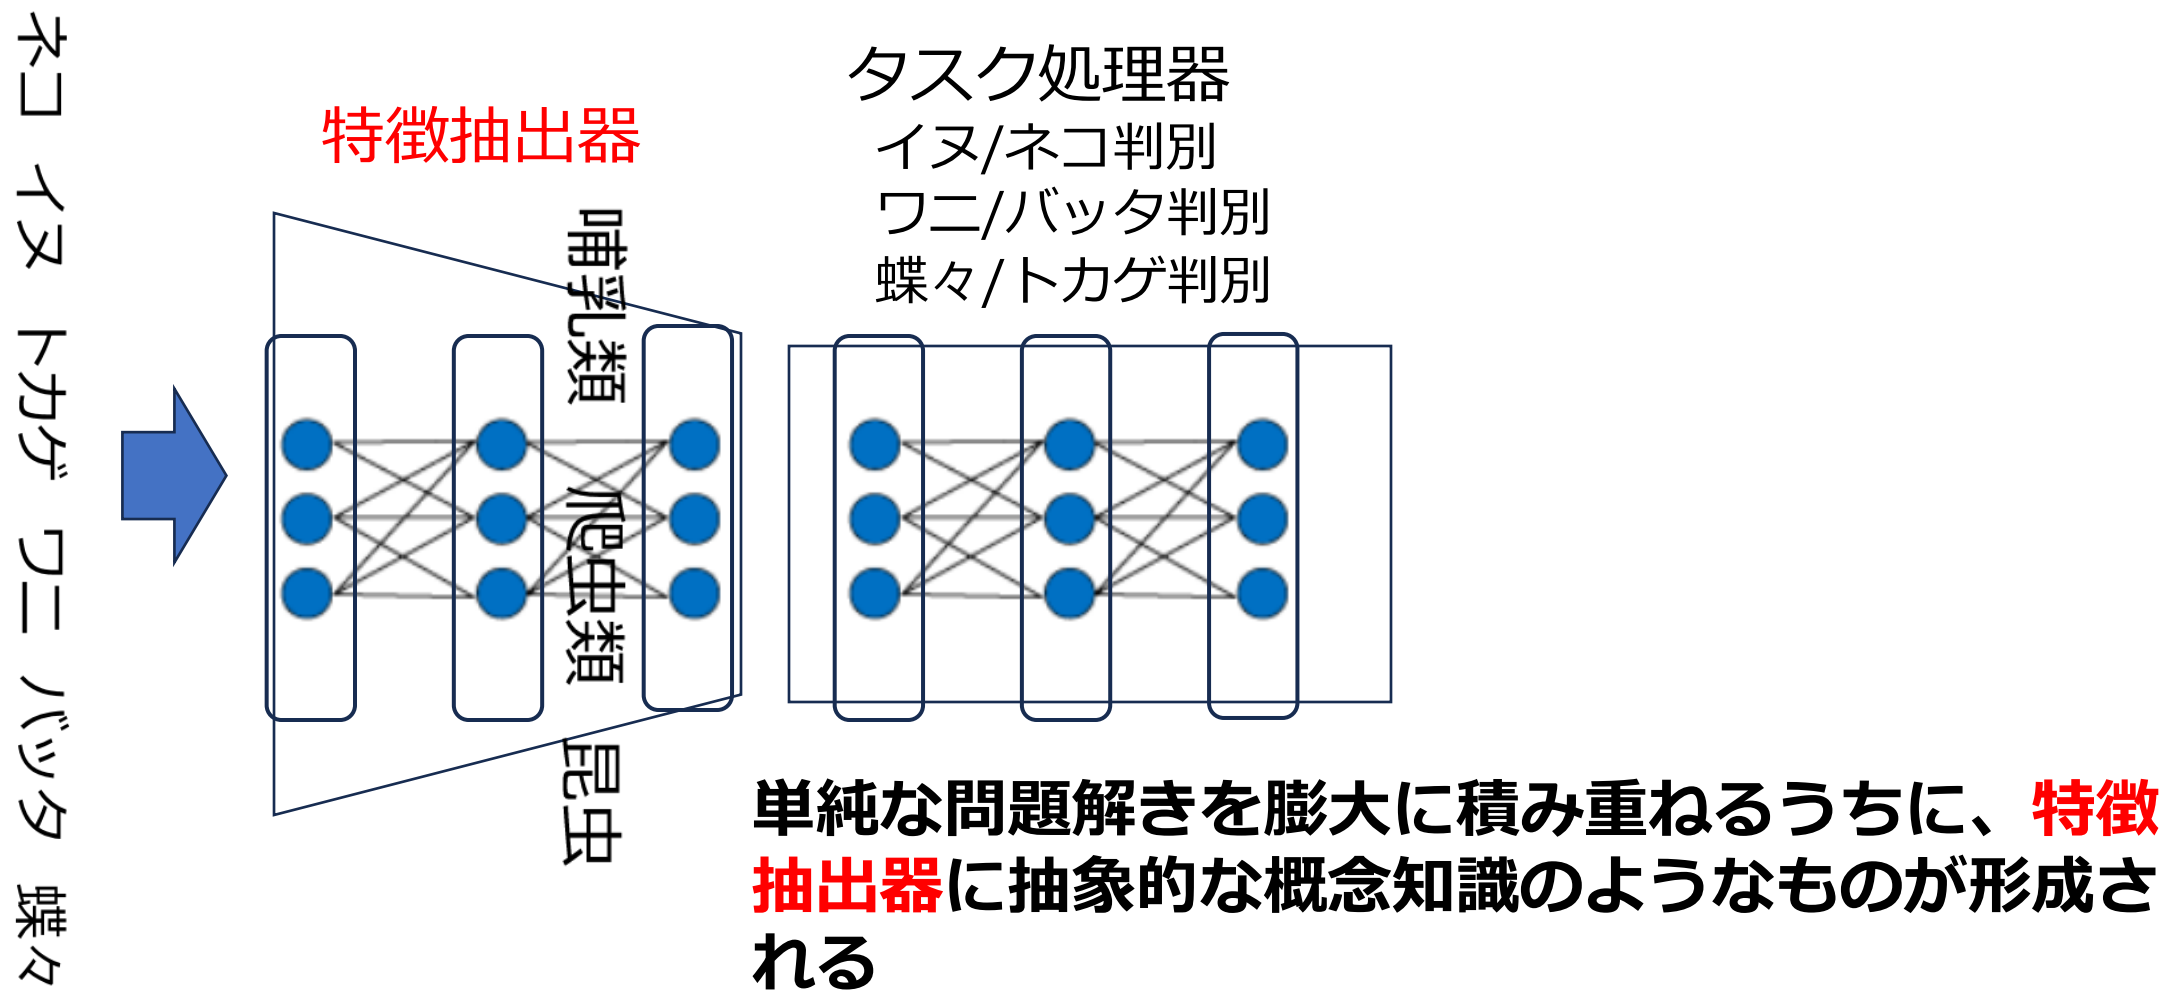 ネコ イヌ トカゲ ワニ バッタ 蝶々
特徴抽出器
哺乳類
爬虫類
昆虫
タスク処理器
イヌ/ネコ判別
ワニ/バッタ判別
蝶々/トカゲ判別
単純な問題解きを膨大に積み重ねるうちに、特徴
抽出器に抽象的な概念知識のようなものが形成さ
れる